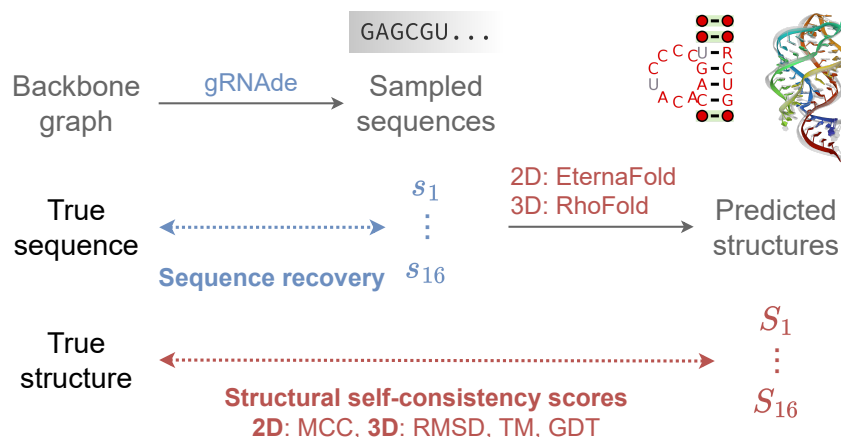 GAGCGU...
Backbone
graph
gRNAde
Sampled
sequences
C C C U R
C G C
C A U
U C G
A C A
2D: EternaFold
3D: RhoFold
True
sequence
s1
⋮
s16
Sequence recovery
Predicted
structures
True
structure
S1
⋮
S16
Structural self-consistency scores
2D: MCC, 3D: RMSD, TM, GDT